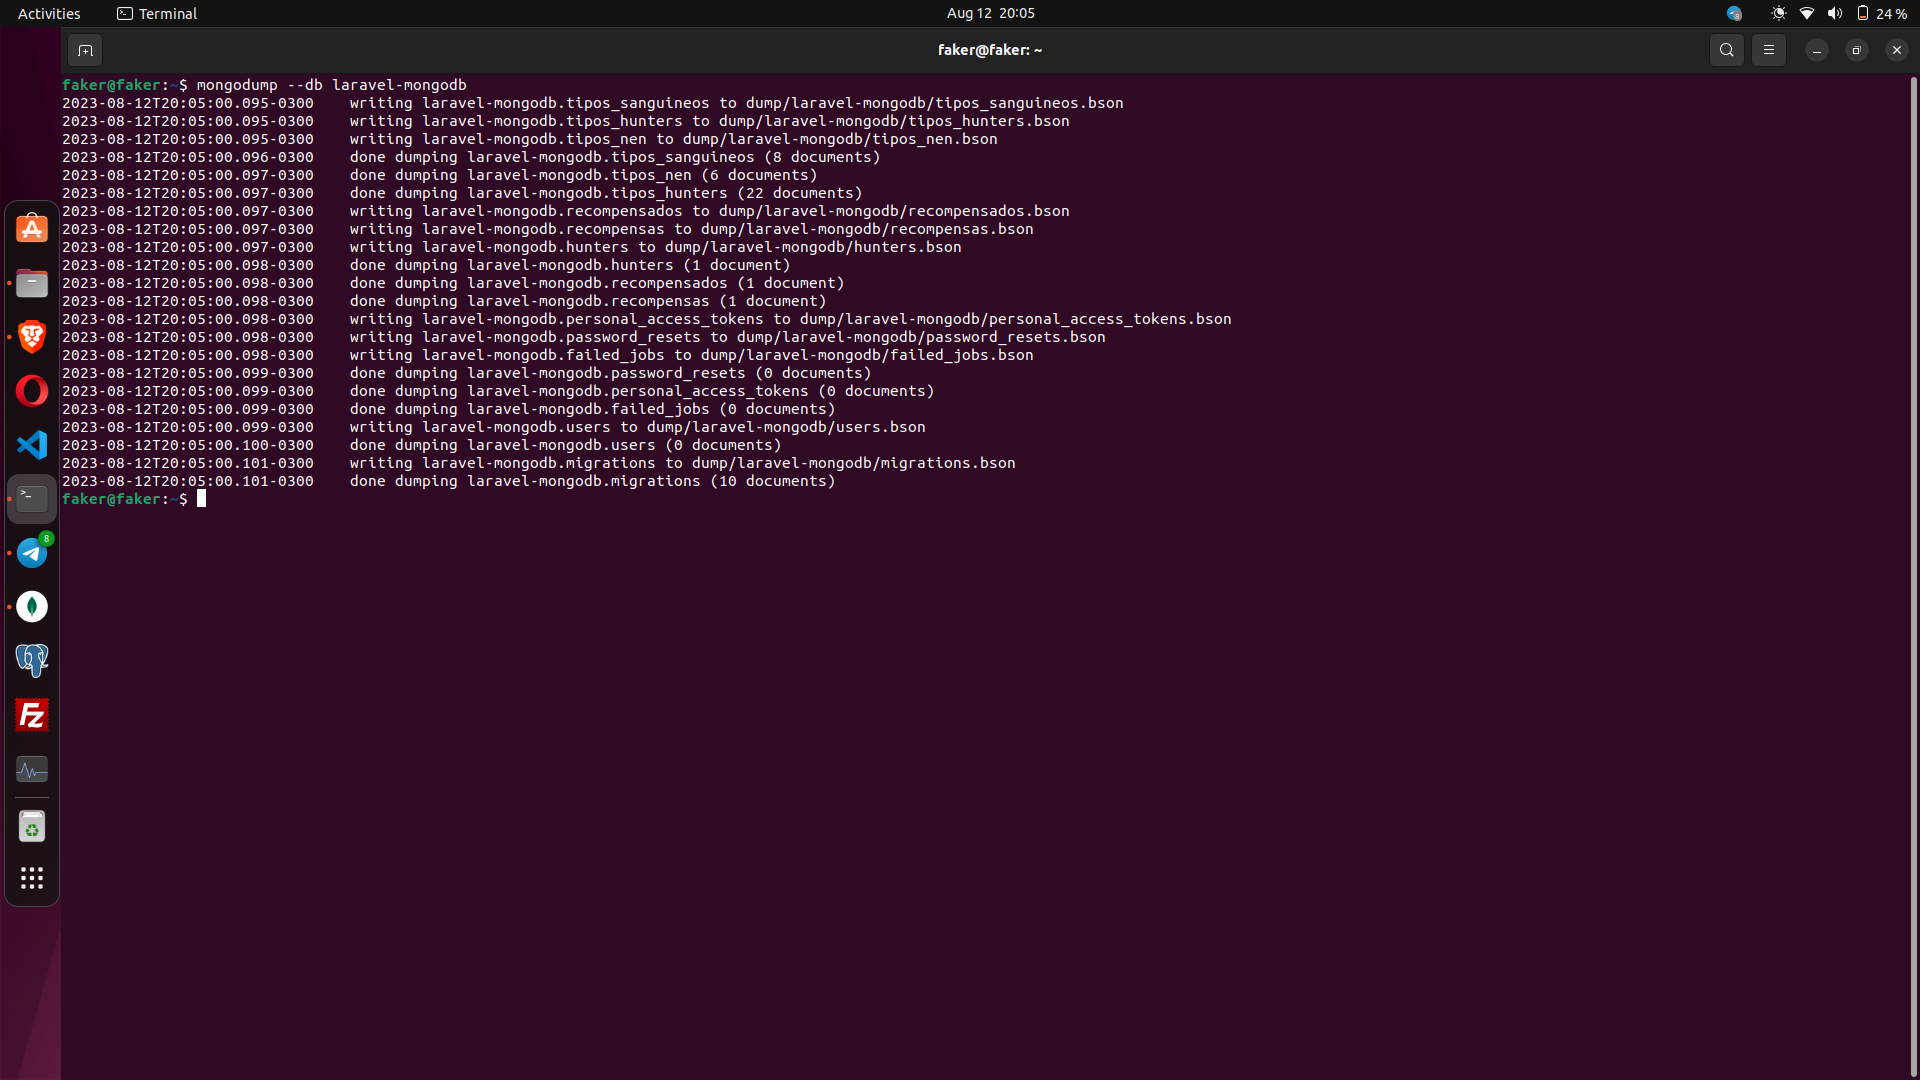 Activities Terminal Aug 12 20:05 24 %
faker@faker: ~
faker@faker:~$ mongodump --db laravel-mongodb
2023-08-12T20:05:00.095-0300    writing laravel-mongodb.tipos_sanguineos to dump/laravel-mongodb/tipos_sanguineos.bson
2023-08-12T20:05:00.095-0300    writing laravel-mongodb.tipos_hunters to dump/laravel-mongodb/tipos_hunters.bson
2023-08-12T20:05:00.095-0300    writing laravel-mongodb.tipos_nen to dump/laravel-mongodb/tipos_nen.bson
2023-08-12T20:05:00.096-0300    done dumping laravel-mongodb.tipos_sanguineos (8 documents)
2023-08-12T20:05:00.097-0300    done dumping laravel-mongodb.tipos_nen (6 documents)
2023-08-12T20:05:00.097-0300    done dumping laravel-mongodb.tipos_hunters (22 documents)
2023-08-12T20:05:00.097-0300    writing laravel-mongodb.recompensados to dump/laravel-mongodb/recompensados.bson
2023-08-12T20:05:00.097-0300    writing laravel-mongodb.recompensas to dump/laravel-mongodb/recompensas.bson
2023-08-12T20:05:00.097-0300    writing laravel-mongodb.hunters to dump/laravel-mongodb/hunters.bson
2023-08-12T20:05:00.098-0300    done dumping laravel-mongodb.hunters (1 document)
2023-08-12T20:05:00.098-0300    done dumping laravel-mongodb.recompensados (1 document)
2023-08-12T20:05:00.098-0300    done dumping laravel-mongodb.recompensas (1 document)
2023-08-12T20:05:00.098-0300    writing laravel-mongodb.personal_access_tokens to dump/laravel-mongodb/personal_access_tokens.bson
2023-08-12T20:05:00.098-0300    writing laravel-mongodb.password_resets to dump/laravel-mongodb/password_resets.bson
2023-08-12T20:05:00.098-0300    writing laravel-mongodb.failed_jobs to dump/laravel-mongodb/failed_jobs.bson
2023-08-12T20:05:00.099-0300    done dumping laravel-mongodb.password_resets (0 documents)
2023-08-12T20:05:00.099-0300    done dumping laravel-mongodb.personal_access_tokens (0 documents)
2023-08-12T20:05:00.099-0300    done dumping laravel-mongodb.failed_jobs (0 documents)
2023-08-12T20:05:00.099-0300    writing laravel-mongodb.users to dump/laravel-mongodb/users.bson
2023-08-12T20:05:00.100-0300    done dumping laravel-mongodb.users (0 documents)
2023-08-12T20:05:00.101-0300    writing laravel-mongodb.migrations to dump/laravel-mongodb/migrations.bson
2023-08-12T20:05:00.101-0300    done dumping laravel-mongodb.migrations (10 documents)
faker@faker:~$
8
Fz